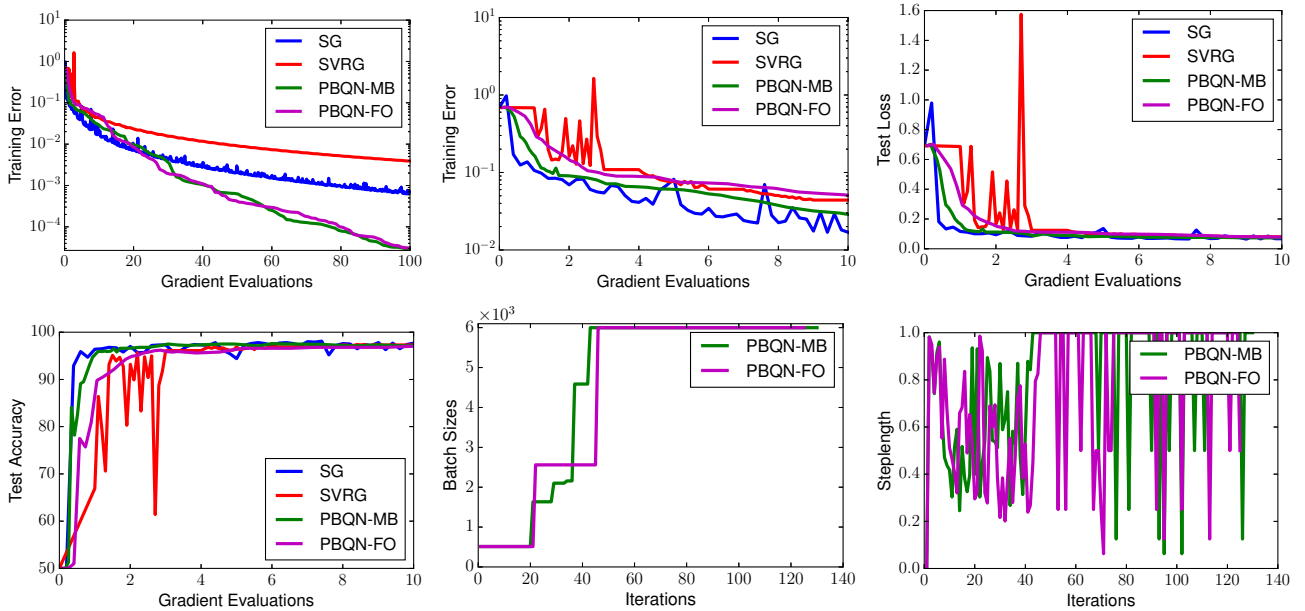 Training Error
10^1
10^0
10^-1
10^-2
10^-3
10^-4
0 20 40 60 80 100
Gradient Evaluations
SG
SVRG
PBQN-MB
PBQN-FO
Training Error
10^1
10^0
10^-1
10^-2
0 2 4 6 8 10
Gradient Evaluations
SG
SVRG
PBQN-MB
PBQN-FO
Test Loss
1.6
1.4
1.2
1.0
0.8
0.6
0.4
0.2
0.0
0 2 4 6 8 10
Gradient Evaluations
SG
SVRG
PBQN-MB
PBQN-FO
Test Accuracy
100
90
80
70
60
50
0 2 4 6 8 10
Gradient Evaluations
SG
SVRG
PBQN-MB
PBQN-FO
Batch Sizes
×10^3
6
5
4
3
2
1
0
0 20 40 60 80 100 120 140
Iterations
PBQN-MB
PBQN-FO
Steplength
1.0
0.8
0.6
0.4
0.2
0.0
0 20 40 60 80 100 120 140
Iterations
PBQN-MB
PBQN-FO